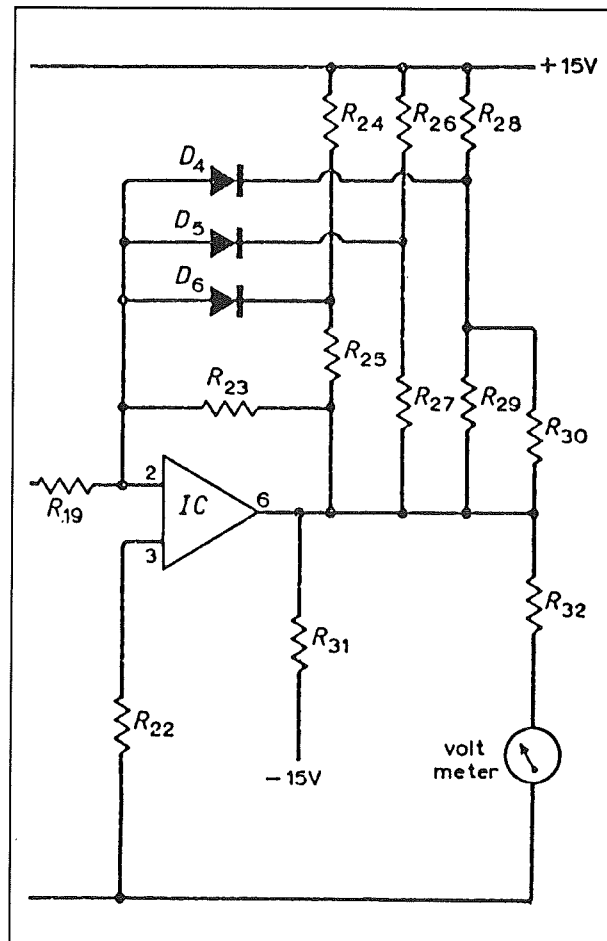 +15V
R24 R26 R28
D4
D5
D6
R25
R23
R27 R29
R30
2
R19
IC
6
3
R32
R31
R22
volt
meter
−15V